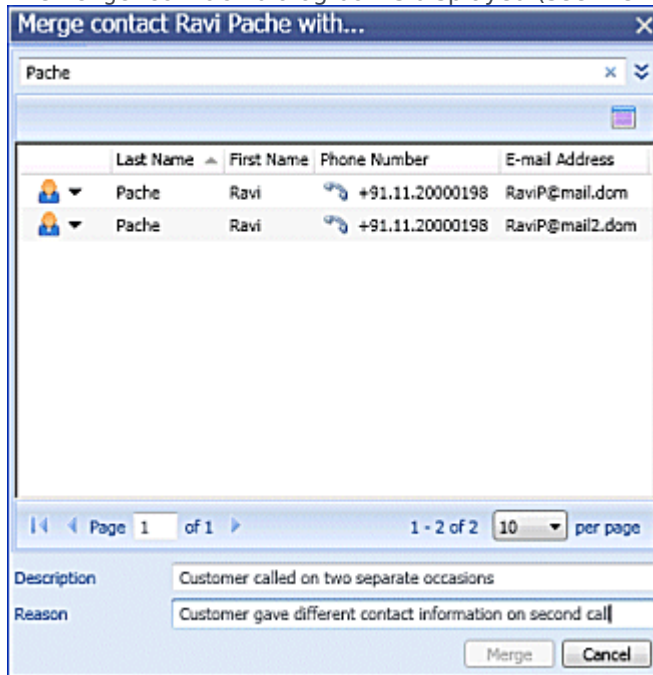 Merge contact Ravi Pache with...
Pache
Last Name First Name Phone Number E-mail Address
Pache Ravi +91.11.20000198 RaviP@mail.dom
Pache Ravi +91.11.20000198 RaviP@mail2.dom
Page 1 of 1 1 - 2 of 2 10 per page
Description Customer called on two separate occasions
Reason Customer gave different contact information on second call
Merge Cancel